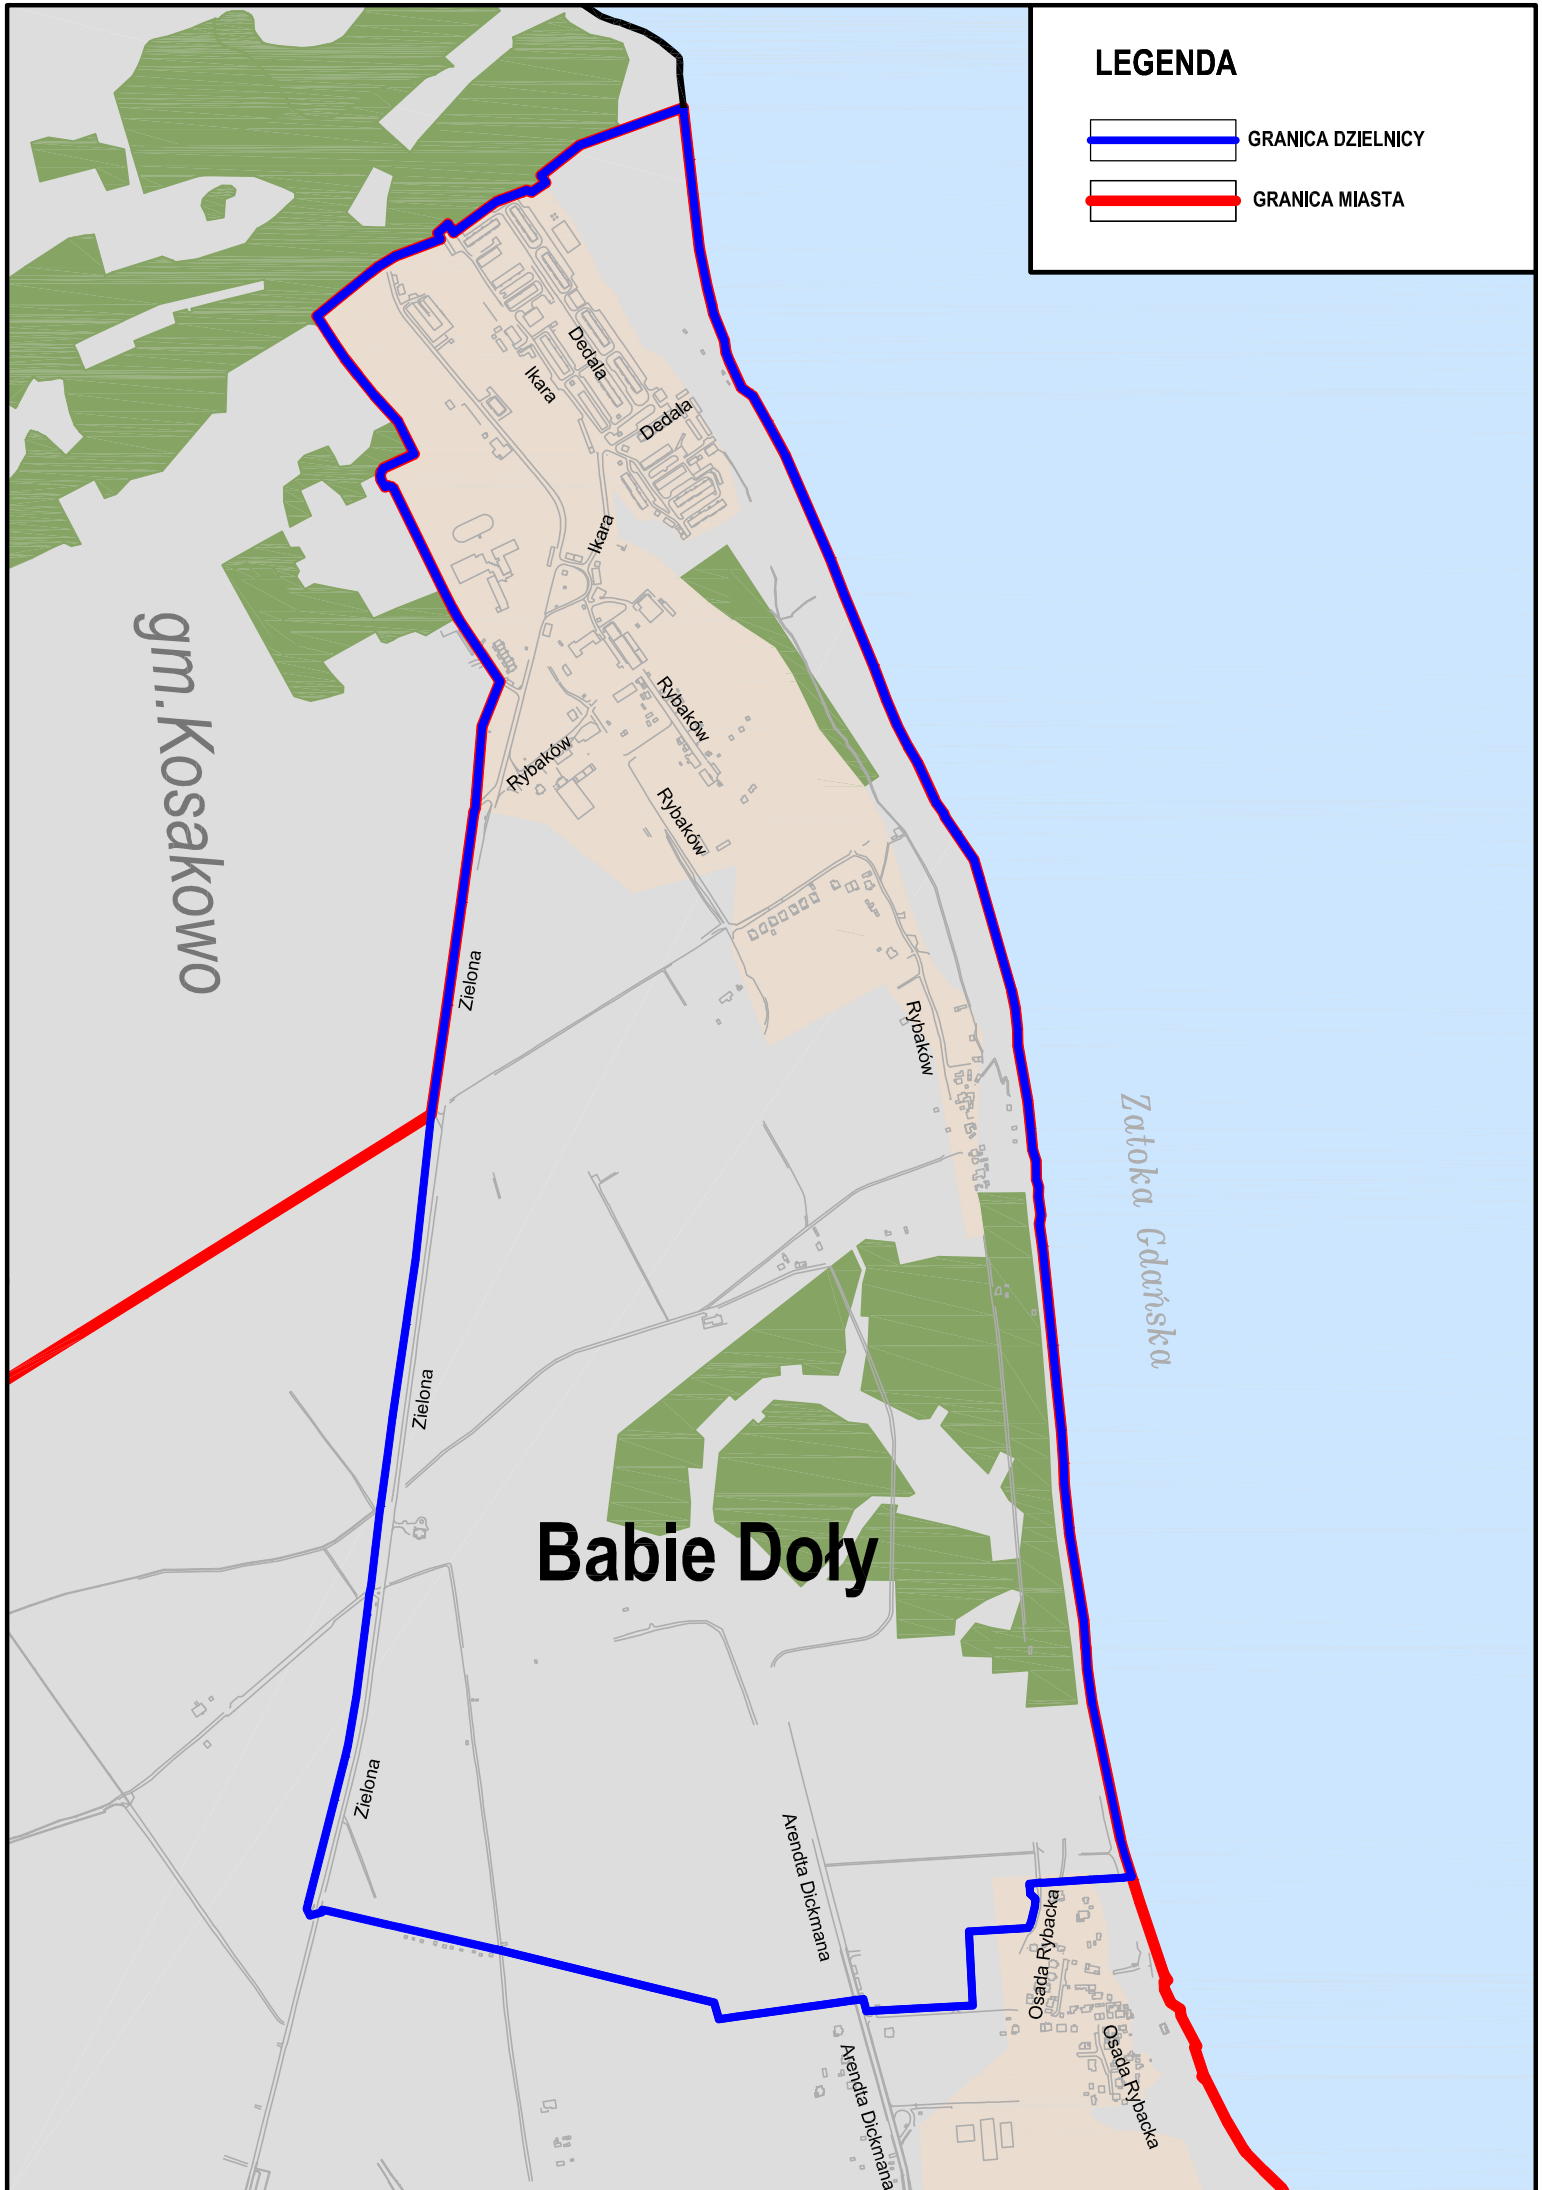 LEGENDA
GRANICA DZIELNICY
GRANICA MIASTA
Dedala
Ikara
Dedala
Ikara
gm.Kosakowo
Rybaków
Rybaków
Rybaków
Zielona
Rybaków
Zatoka Gdańska
Zielona
Babie Doły
Zielona
Arendta Dickmana
Osada Rybacka
Osada Rybacka
Arendta Dickmana